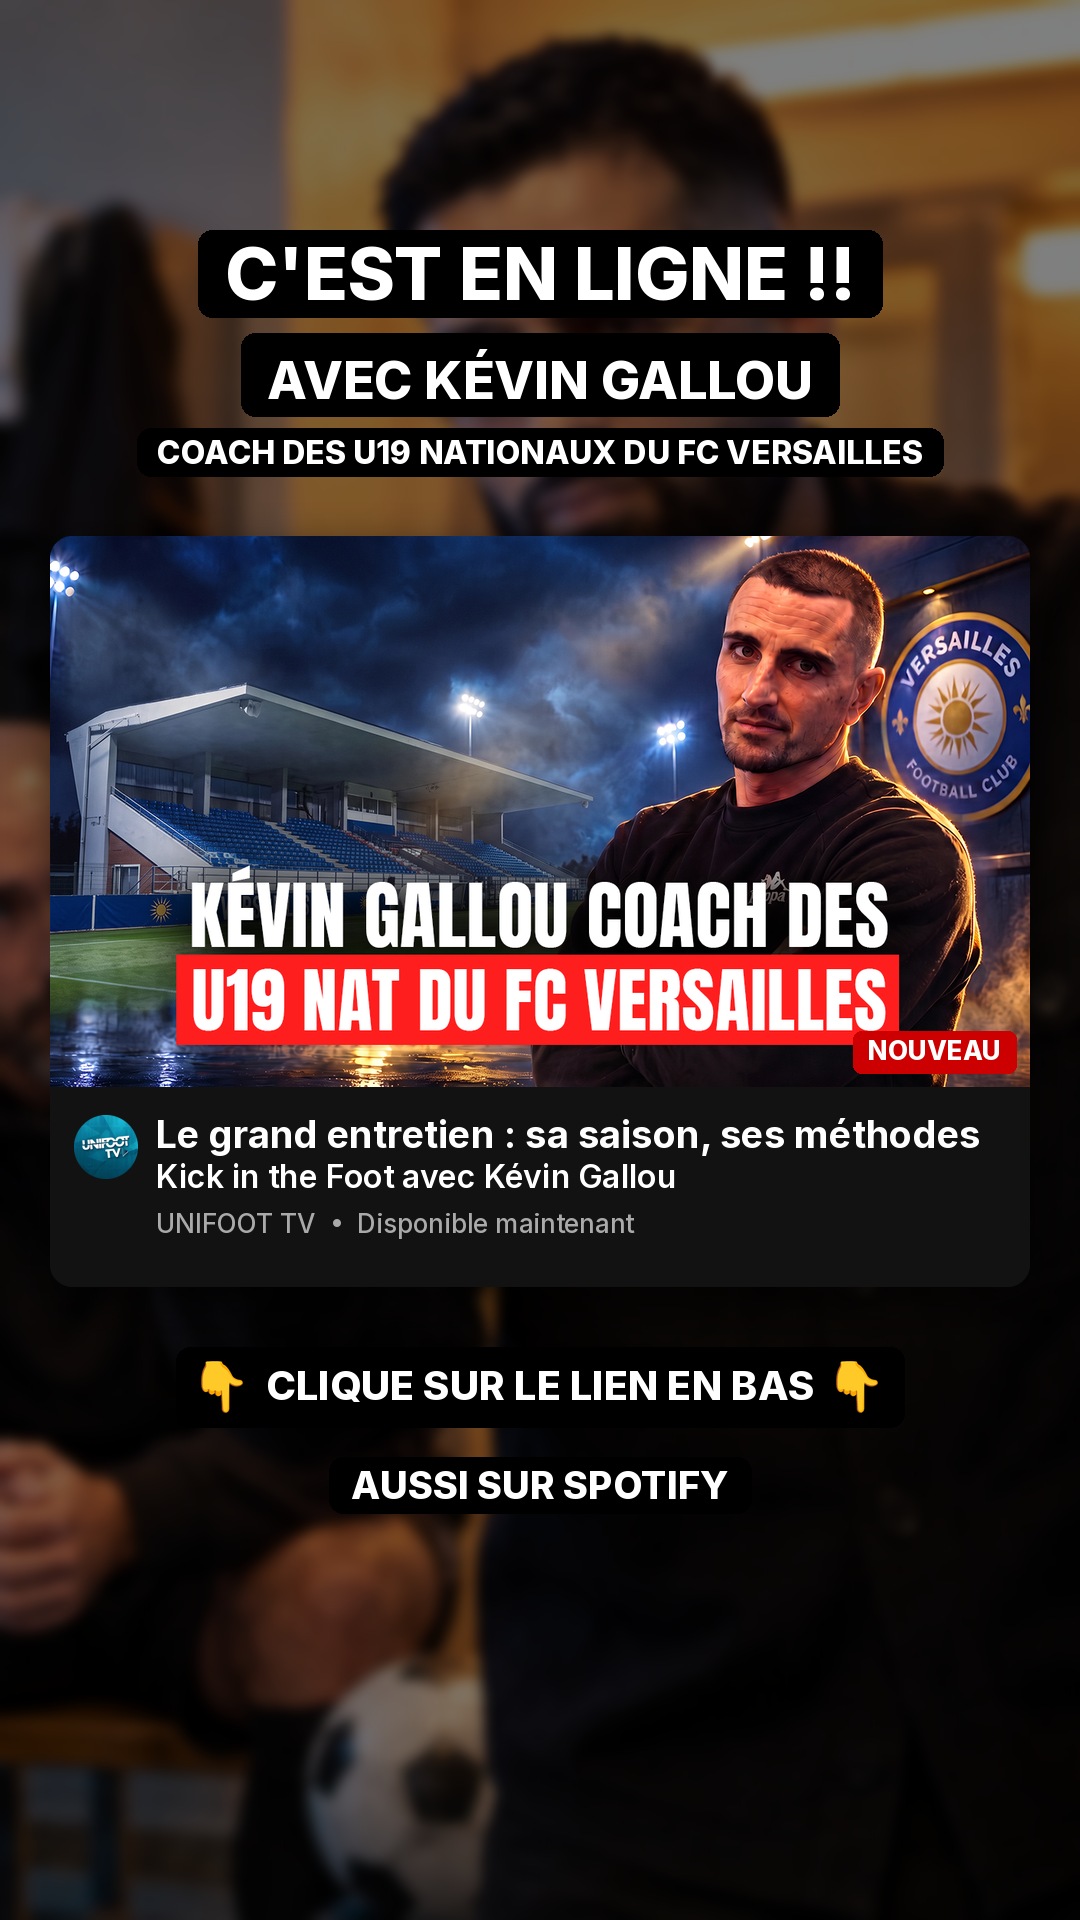 C'EST EN LIGNE !!
AVEC KÉVIN GALLOU
COACH DES U19 NATIONAUX DU FC VERSAILLES
VERSAILLES
FOOTBALL CLUB
Kappa
KÉVIN GALLOU COACH DES
U19 NAT DU FC VERSAILLES
NOUVEAU
UNIFOOT
TV
Le grand entretien : sa saison, ses méthodes
Kick in the Foot avec Kévin Gallou
UNIFOOT TV • Disponible maintenant
👇 CLIQUE SUR LE LIEN EN BAS 👇
AUSSI SUR SPOTIFY